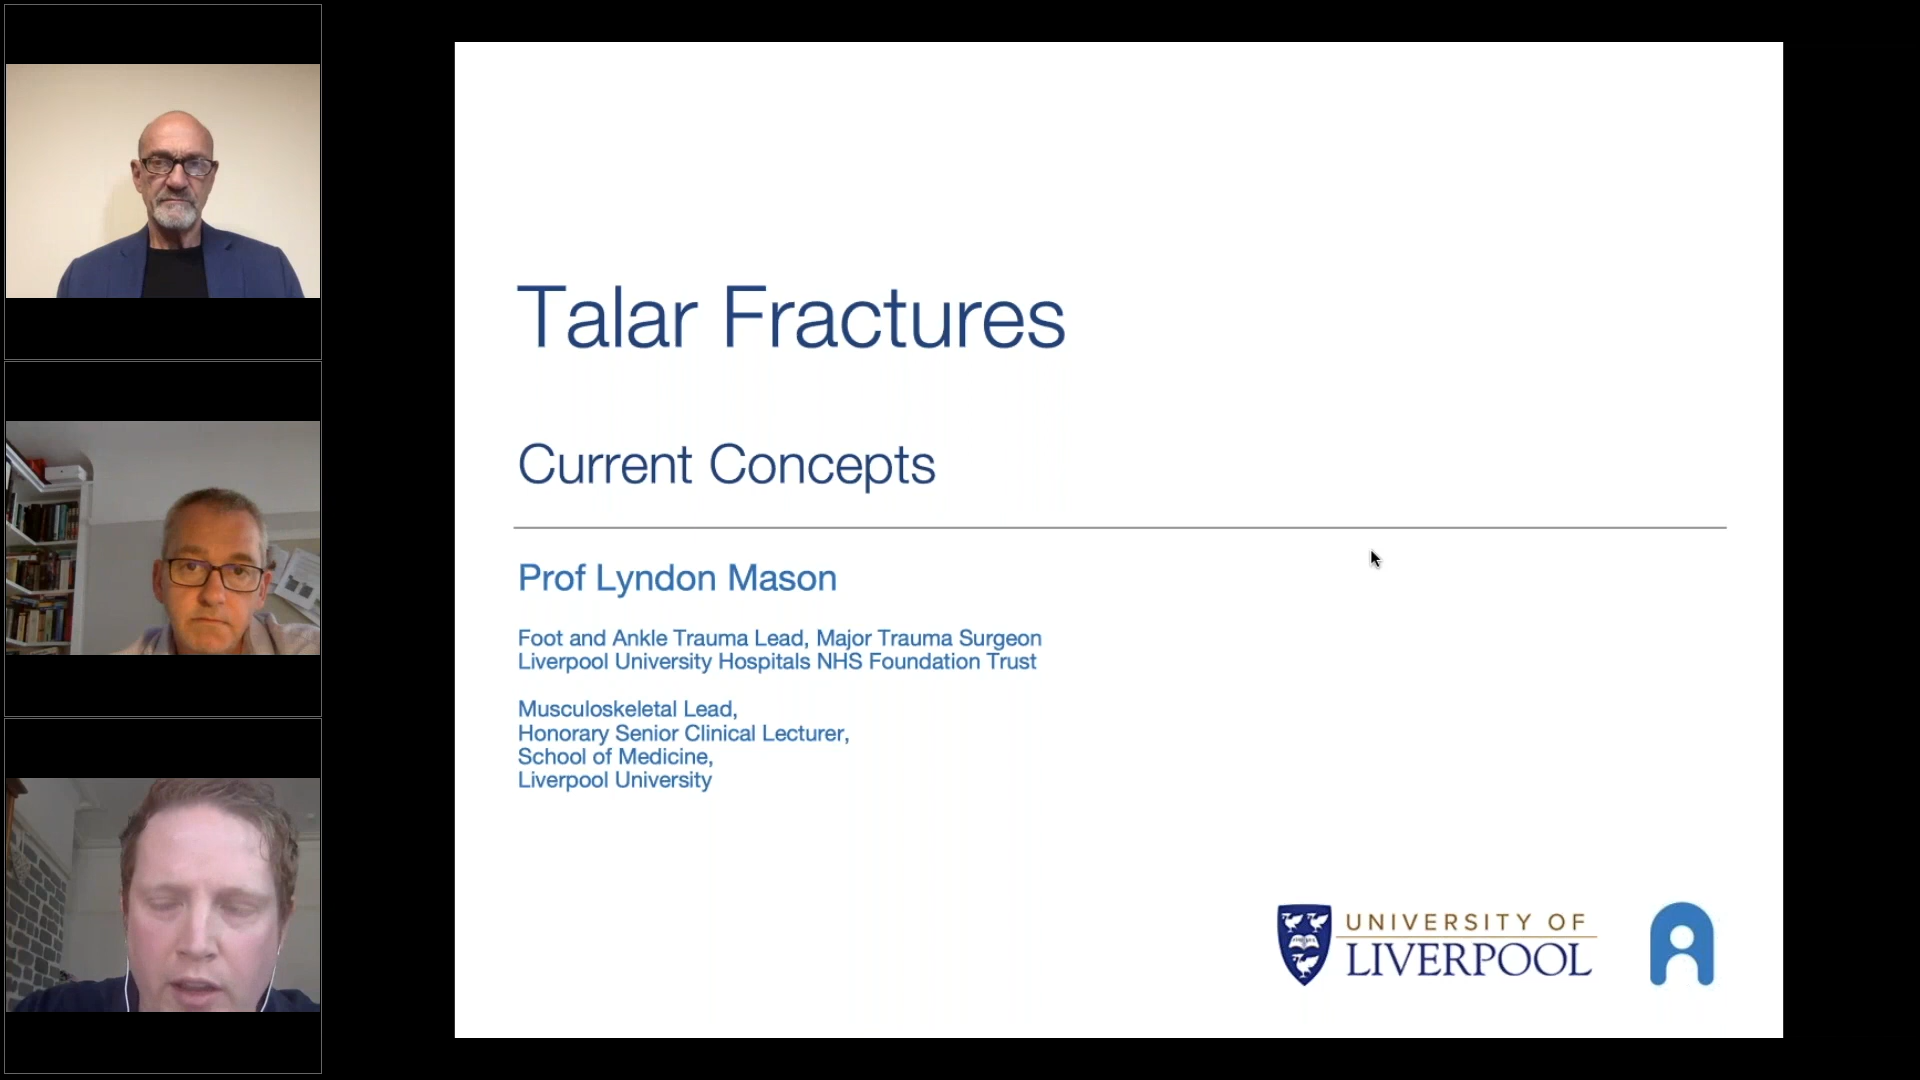 Talar Fractures
Current Concepts
Prof Lyndon Mason
Foot and Ankle Trauma Lead, Major Trauma Surgeon
Liverpool University Hospitals NHS Foundation Trust
Musculoskeletal Lead,
Honorary Senior Clinical Lecturer,
School of Medicine,
Liverpool University
UNIVERSITY OF
LIVERPOOL